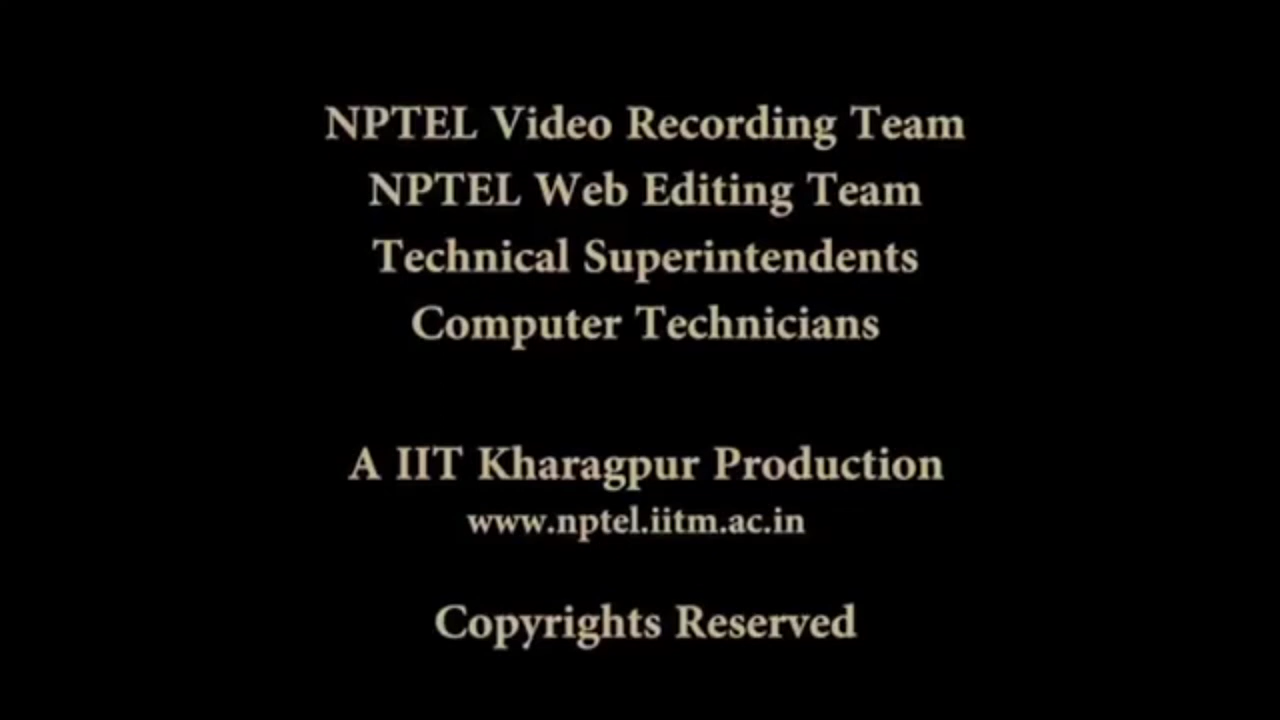 NPTEL Video Recording Team
NPTEL Web Editing Team
Technical Superintendents
Computer Technicians
A IIT Kharagpur Production
www.nptel.iitm.ac.in
Copyrights Reserved